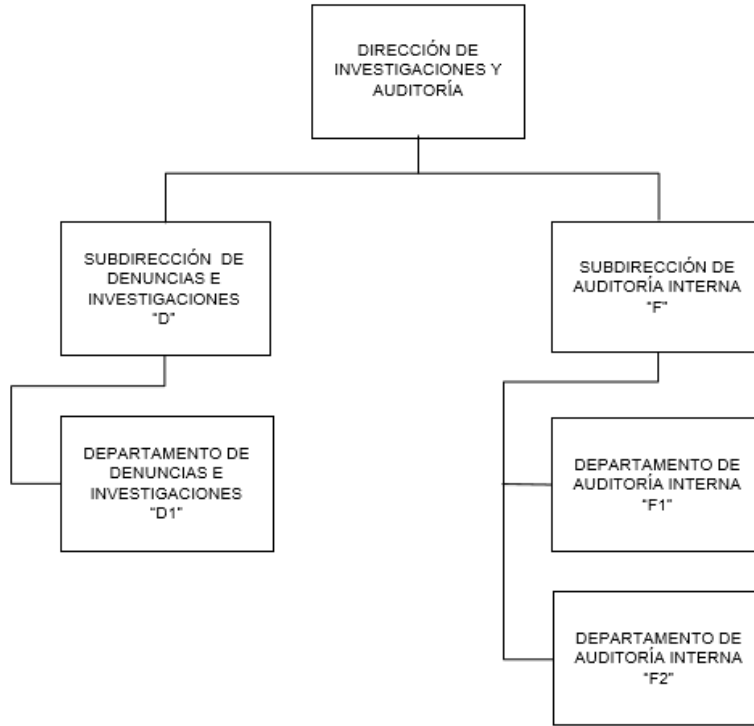 DIRECCIÓN DE
INVESTIGACIONES Y
AUDITORÍA
SUBDIRECCIÓN DE
DENUNCIAS E
INVESTIGACIONES
"D"
SUBDIRECCIÓN DE
AUDITORÍA INTERNA
"F"
DEPARTAMENTO DE
DENUNCIAS E
INVESTIGACIONES
"D1"
DEPARTAMENTO DE
AUDITORÍA INTERNA
"F1"
DEPARTAMENTO DE
AUDITORÍA INTERNA
"F2"